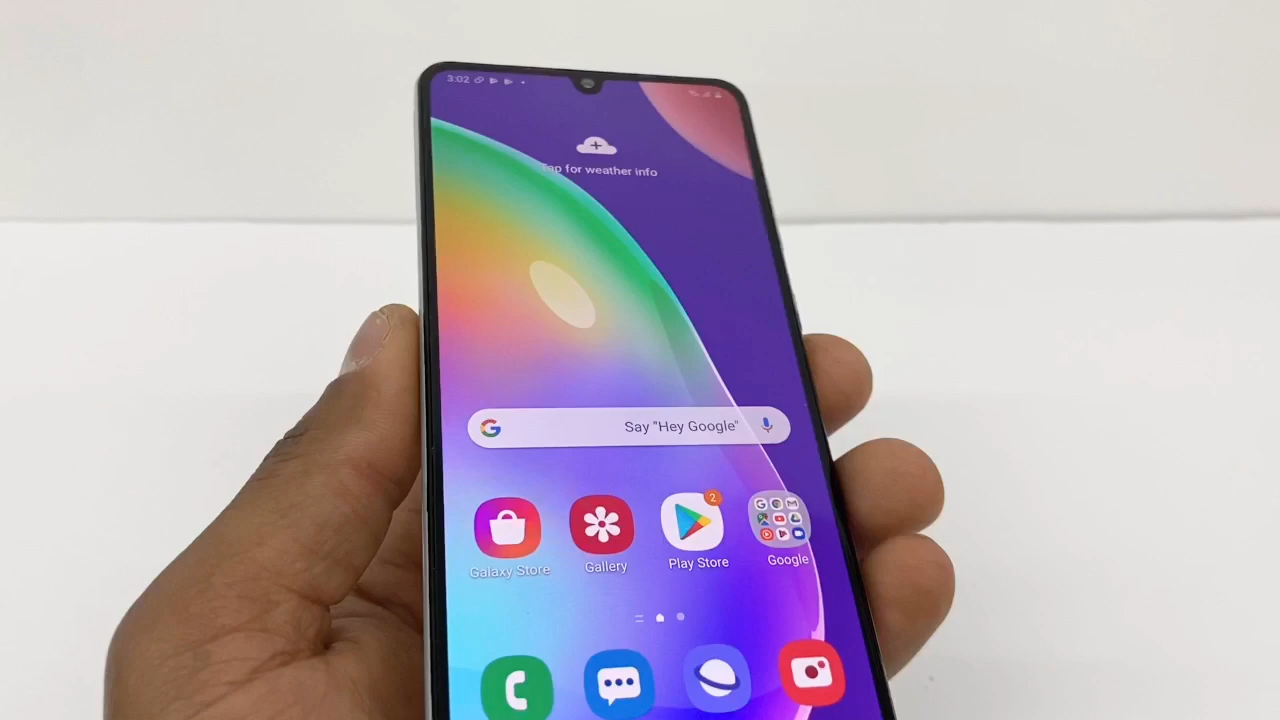 3:02
Tap for weather info
Say "Hey Google"
2
Galaxy Store
Gallery
Play Store
Google